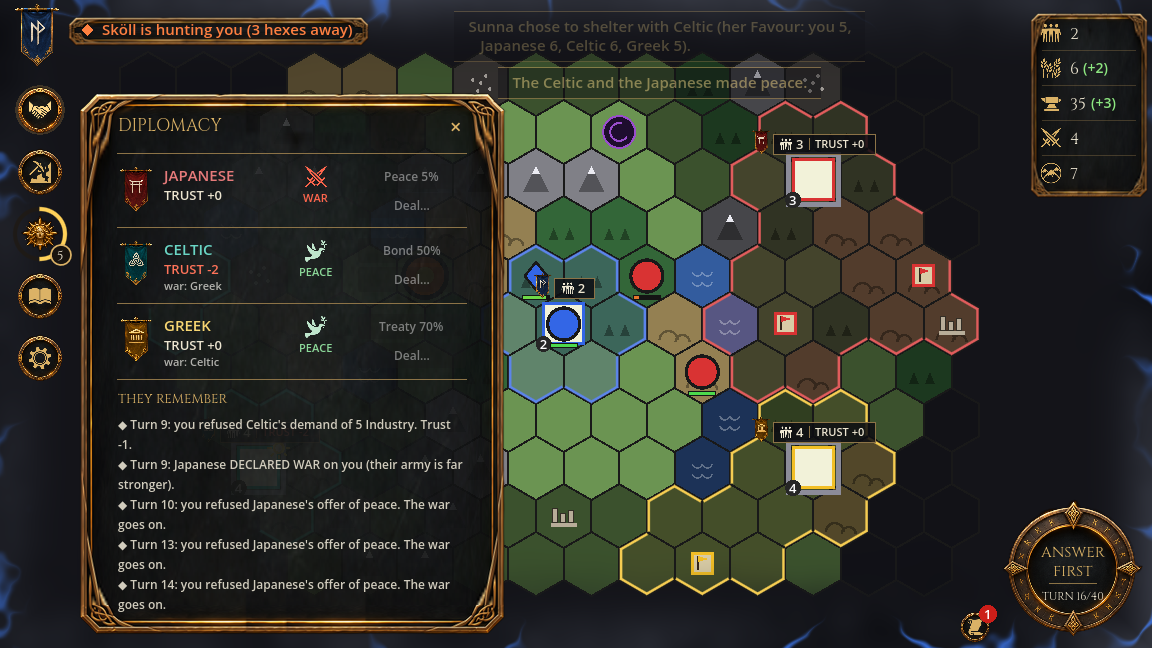 Sköll is hunting you (3 hexes away)
Sunna chose to shelter with Celtic (her Favour: you 5,
Japanese 6, Celtic 6, Greek 5).
The Celtic and the Japanese made peace.
2
6 (+2)
35 (+3)
4
7
DIPLOMACY
×
JAPANESE
TRUST +0
WAR
Peace 5%
Deal...
CELTIC
TRUST -2
war: Greek
PEACE
Bond 50%
Deal...
GREEK
TRUST +0
war: Celtic
PEACE
Treaty 70%
Deal...
THEY REMEMBER
◆ Turn 9: you refused Celtic's demand of 5 Industry. Trust
-1.
◆ Turn 9: Japanese DECLARED WAR on you (their army is far
stronger).
◆ Turn 10: you refused Japanese's offer of peace. The war
goes on.
◆ Turn 13: you refused Japanese's offer of peace. The war
goes on.
◆ Turn 14: you refused Japanese's offer of peace. The war
goes on.
5
3 | TRUST +0
3
2
2
4 | TRUST +0
4
ANSWER
FIRST
TURN 16/40
1